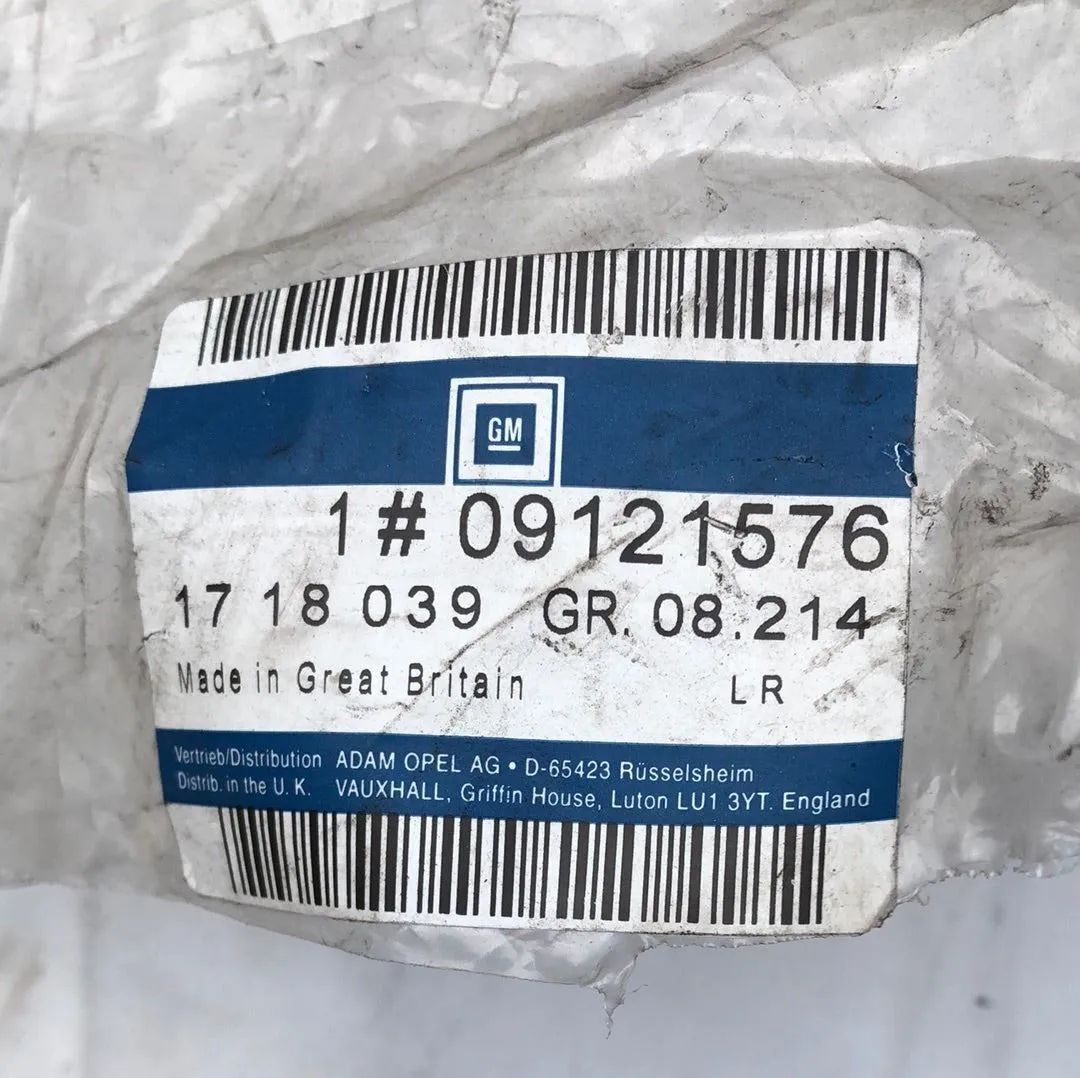 GM
1 # 09121576
17 18 039 GR. 08.214
Made in Great Britain LR
Vertrieb/Distribution ADAM OPEL AG • D-65423 Rüsselsheim
Distrib. in the U. K. VAUXHALL, Griffin House, Luton LU1 3YT. England